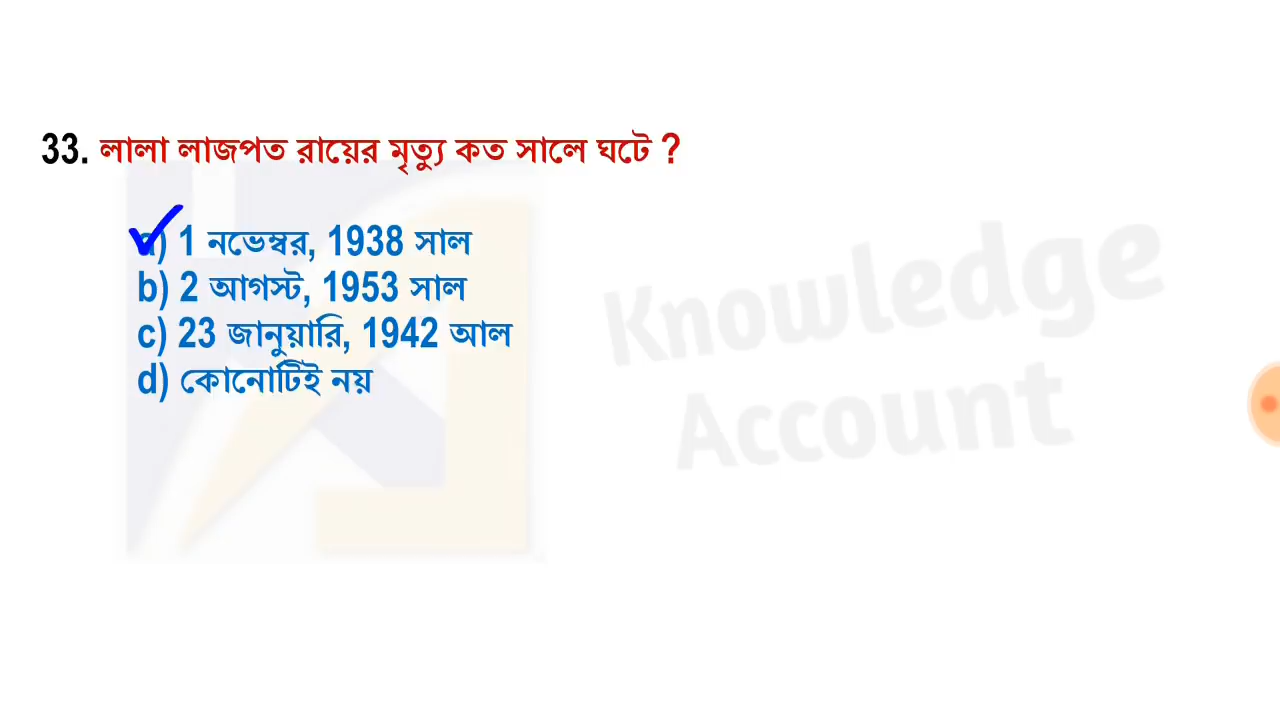 33. লালা লাজপত রায়ের মৃত্যু কত সালে ঘটে ?
a) 1 নভেম্বর, 1938 সাল
b) 2 আগস্ট, 1953 সাল
c) 23 জানুয়ারি, 1942 আল
d) কোনোটিই নয়
Knowledge
Account